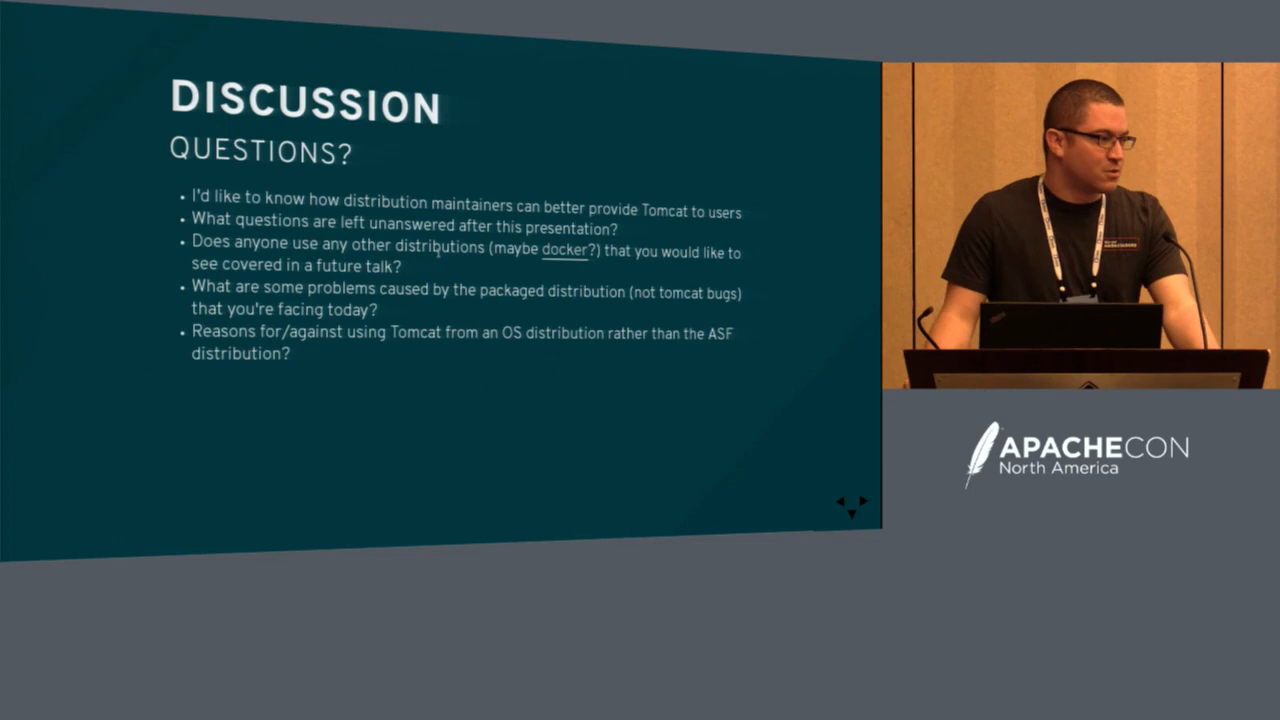 DISCUSSION
QUESTIONS?
• I'd like to know how distribution maintainers can better provide Tomcat to users
• What questions are left unanswered after this presentation?
• Does anyone use any other distributions (maybe docker?) that you would like to
see covered in a future talk?
• What are some problems caused by the packaged distribution (not tomcat bugs)
that you're facing today?
• Reasons for/against using Tomcat from an OS distribution rather than the ASF
distribution?
APACHECON
North America